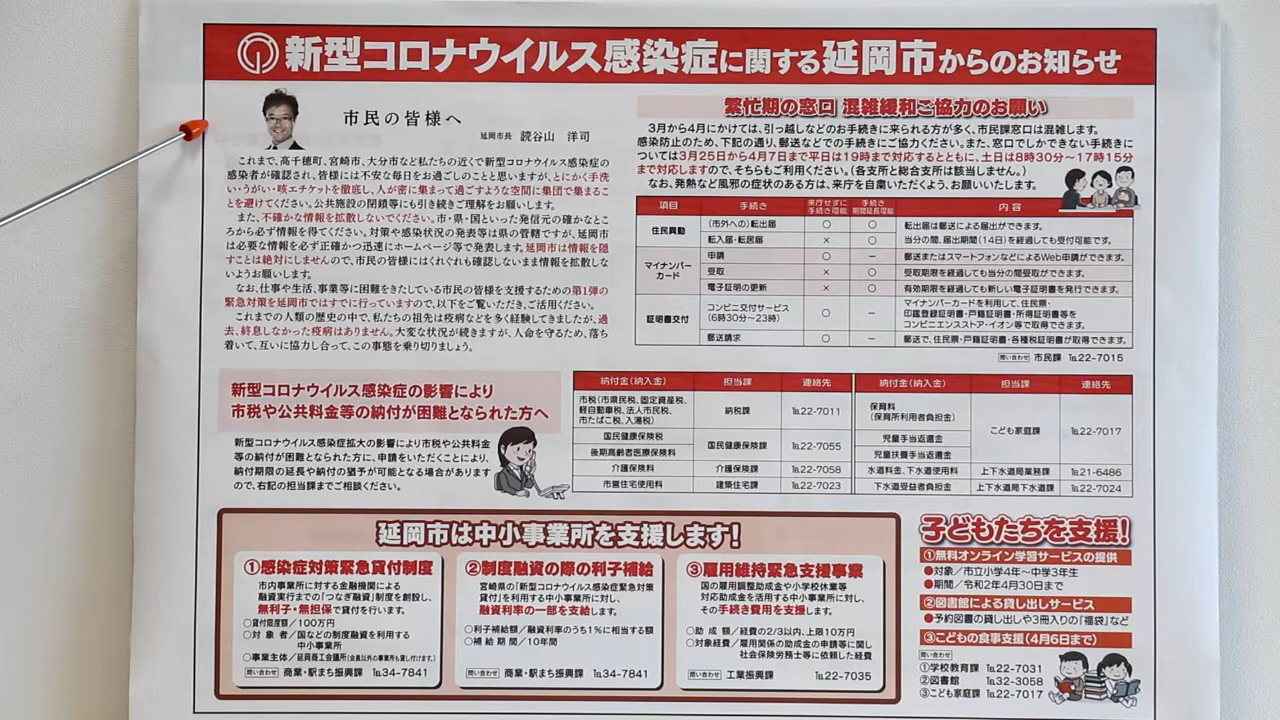 新型コロナウイルス感染症に関する延岡市からのお知らせ
市民の皆様へ
延岡市長 読谷山 洋司
これまで、高千穂町、宮崎市、大分市など私たちの近くで新型コロナウイルス感染症の
感染者が確認され、皆様には不安な毎日をお過ごしのことと思いますが、とにかく手洗
い・うがい・咳エチケットを徹底し、人が密に集まって過ごすような空間に集団で集まるこ
とを避けてください。公共施設の閉鎖等にも引き続きご理解をお願いします。
また、不確かな情報を拡散しないでください。市・県・国といった発信元の確かなとこ
ろから必ず情報を得てください。対策や感染状況の発表等は県の管轄ですが、延岡市
は必要な情報を必ず正確かつ迅速にホームページ等で発表します。延岡市は情報を隠
すことは絶対にしませんので、市民の皆様にはくれぐれも確認しないまま情報を拡散しな
いようお願いします。
なお、仕事や生活、事業等に困難をきたしている市民の皆様を支援するための第1弾の
緊急対策を延岡市ではすでに行っていますので、以下をご覧いただき、ご活用ください。
これまでの人類の歴史の中で、私たちの祖先は疫病などを多く経験してきましたが、過
去、終息しなかった疫病はありません。大変な状況が続きますが、人命を守るため、落ち
着いて、互いに協力し合って、この事態を乗り切りましょう。
繁忙期の窓口 混雑緩和ご協力のお願い
3月から4月にかけては、引っ越しなどのお手続きに来られる方が多く、市民課窓口は混雑します。
感染防止のため、下記の通り、郵送などでの手続きにご協力ください。また、窓口でしかできない手続き
については3月25日から4月7日まで平日は19時まで対応するとともに、土日は8時30分〜17時15分
まで対応しますので、そちらもご利用ください。(各支所と総合支所は該当しません。)
なお、発熱など風邪の症状のある方は、来庁を自粛いただくよう、お願いいたします。
項目 手続き 来庁せずに手続き可能 手続き期間延長可能 内容
住民異動 (市外への)転出届 ○ ○ 転出届は郵送による届出ができます。
転入届・転居届 × ○ 当分の間、届出期間(14日)を経過しても受付可能です。
マイナンバーカード 申請 ○ − 郵送またはスマートフォンなどによるWeb申請ができます。
受取 × ○ 受取期限を経過しても当分の間受取ができます。
電子証明の更新 × ○ 有効期限を経過しても新しい電子証明書を発行できます。
証明書交付 コンビニ交付サービス(6時30分〜23時) ○ − マイナンバーカードを利用して、住民票・
印鑑登録証明書・戸籍証明書・所得証明書等を
コンビニエンスストア・イオン等で取得できます。
郵送請求 ○ − 郵送で、住民票・戸籍証明書・各種税証明書が取得できます。
問い合わせ 市民課 ℡22-7015
新型コロナウイルス感染症の影響により
市税や公共料金等の納付が困難となられた方へ
新型コロナウイルス感染症拡大の影響により市税や公共料金
等の納付が困難となられた方に、申請をいただくことにより、
納付期限の延長や納付の猶予が可能となる場合があります
ので、右記の担当課までご相談ください。
納付金(納入金) 担当課 連絡先
市税(市県民税、固定資産税、
軽自動車税、法人市民税、
市たばこ税、入湯税) 納税課 ℡22-7011
国民健康保険税
後期高齢者医療保険料 国民健康保険課 ℡22-7055
介護保険料 介護保険課 ℡22-7058
市営住宅使用料 建築住宅課 ℡22-7023
納付金(納入金) 担当課 連絡先
保育料
(保育所利用者負担金)
児童手当返還金
児童扶養手当返還金 こども家庭課 ℡22-7017
水道料金、下水道使用料 上下水道局業務課 ℡21-6486
下水道受益者負担金 上下水道局下水道課 ℡22-7024
延岡市は中小事業所を支援します!
①感染症対策緊急貸付制度
市内事業所に対する金融機関による
融資実行までの「つなぎ融資」制度を創設し、
無利子・無担保で貸付を行います。
○貸付限度額/100万円
○対象者/国などの制度融資を利用する
中小事業所
○事業主体/延岡商工会議所(会員以外の事業所も貸し付けます。)
問い合わせ 商業・駅まち振興課 ℡34-7841
②制度融資の際の利子補給
宮崎県の「新型コロナウイルス感染症緊急対策
貸付」を利用する中小事業所に対し、
融資利率の一部を支給します。
○利子補給額/融資利率のうち1%に相当する額
○補給期間/10年間
問い合わせ 商業・駅まち振興課 ℡34-7841
③雇用維持緊急支援事業
国の雇用調整助成金や小学校休業等
対応助成金を活用する中小事業所に対し、
その手続き費用を支援します。
○助成額/経費の2/3以内、上限10万円
○対象経費/雇用関係の助成金の申請等に関し
社会保険労務士等に依頼した経費
問い合わせ 工業振興課 ℡22-7035
子どもたちを支援!
①無料オンライン学習サービスの提供
●対象/市立小学4年〜中学3年生
●期間/令和2年4月30日まで
②図書館による貸し出しサービス
●予約図書の貸し出しや3冊入りの『福袋』など
③こどもの食事支援(4月6日まで)
問い合わせ
①学校教育課 ℡22-7031
②図書館 ℡32-3058
③こども家庭課 ℡22-7017